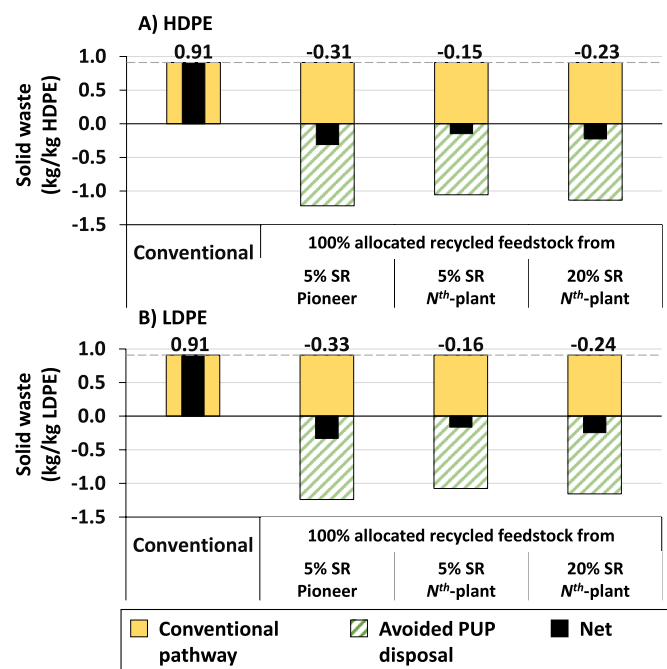 A) HDPE
0.91 -0.31 -0.15 -0.23
1.0
0.5
0.0
-0.5
-1.0
-1.5
Solid waste
(kg/kg HDPE)
Conventional
100% allocated recycled feedstock from
5% SR 5% SR 20% SR
Pioneer Nth-plant Nth-plant
B) LDPE
0.91 -0.33 -0.16 -0.24
1.0
0.5
0.0
-0.5
-1.0
-1.5
Solid waste
(kg/kg LDPE)
Conventional
100% allocated recycled feedstock from
5% SR 5% SR 20% SR
Pioneer Nth-plant Nth-plant
Conventional
pathway
Avoided PUP
disposal
Net